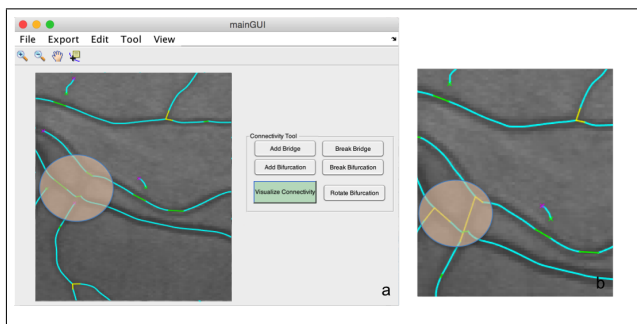 mainGUI
File Export Edit Tool View
Connectivity Tool
Add Bridge Break Bridge
Add Bifurcation Break Bifurcation
Visualize Connectivity Rotate Bifurcation
a
b